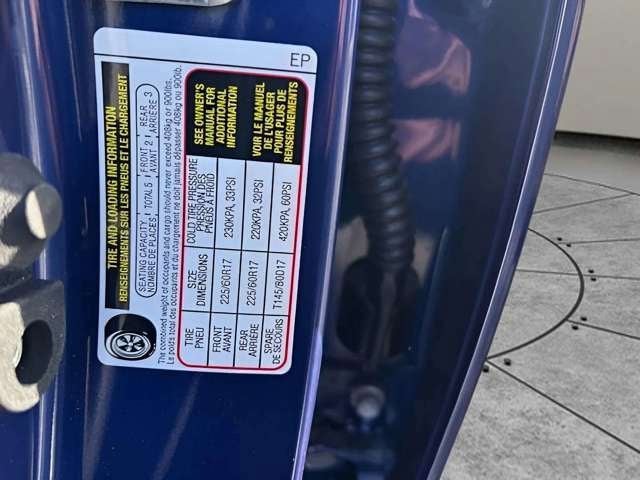 EP
TIRE AND LOADING INFORMATION
RENSEIGNEMENTS SUR LES PNEUS ET LE CHARGEMENT
SEATING CAPACITY
NOMBRE DE PLACES
TOTAL 5
FRONT 2
AVANT
REAR 3
ARRIÈRE
The combined weight of occupants and cargo should never exceed 408kg or 900lbs.
Le poids total des occupants et du chargement ne doit jamais dépasser 408kg ou 900lb.
TIRE
PNEU
SIZE
DIMENSIONS
COLD TIRE PRESSURE
PRESSION DES
PNEUS À FROID
SEE OWNER'S
MANUAL FOR
ADDITIONAL
INFORMATION
FRONT
AVANT
225/60R17
230KPA, 33PSI
REAR
ARRIÈRE
225/60R17
220KPA, 32PSI
VOIR LE MANUEL
DE L'USAGER
POUR PLUS DE
RENSEIGNEMENTS
SPARE
DE SECOURS
T145/80D17
420KPA, 60PSI